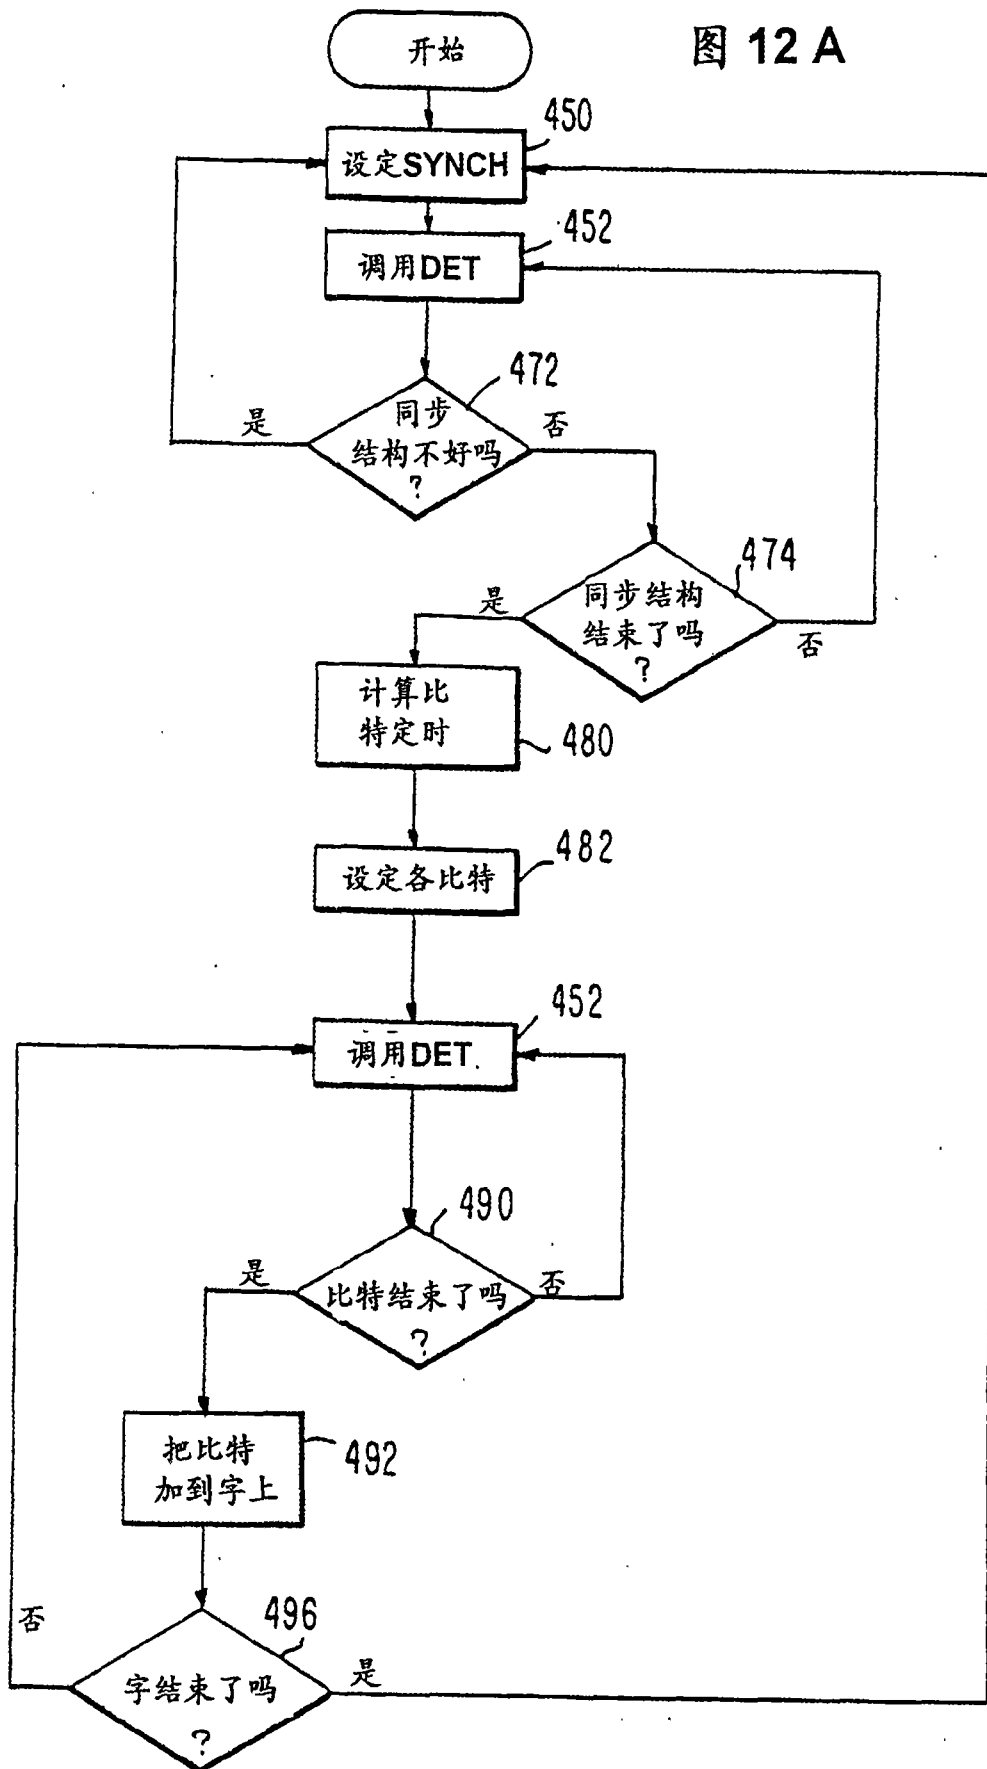 图 12 A
开始
450
设定SYNCH
452
调用DET
472
同步
结构不好吗
?
是
否
474
同步结构
结束了吗
?
是
否
计算比
特定时
480
482
设定各比特
452
调用DET
490
比特结束了吗
?
是
否
把比特
加到字上
492
496
字结束了吗
?
否
是